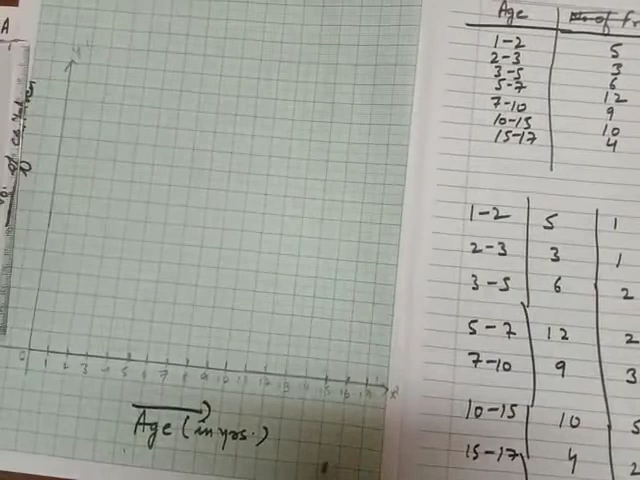 A
Age
1-2 5
2-3 3
3-5 6
5-7 12
7-10 9
10-15 10
15-17 4
of
0 1 2 3 4 5 6 7 8 9 10 11 12 13 14 15 16 17
Age (in yrs.)
1-2 5 1
2-3 3 1
3-5 6 2
5-7 12 2
7-10 9 3
10-15 10 5
15-17 4 2